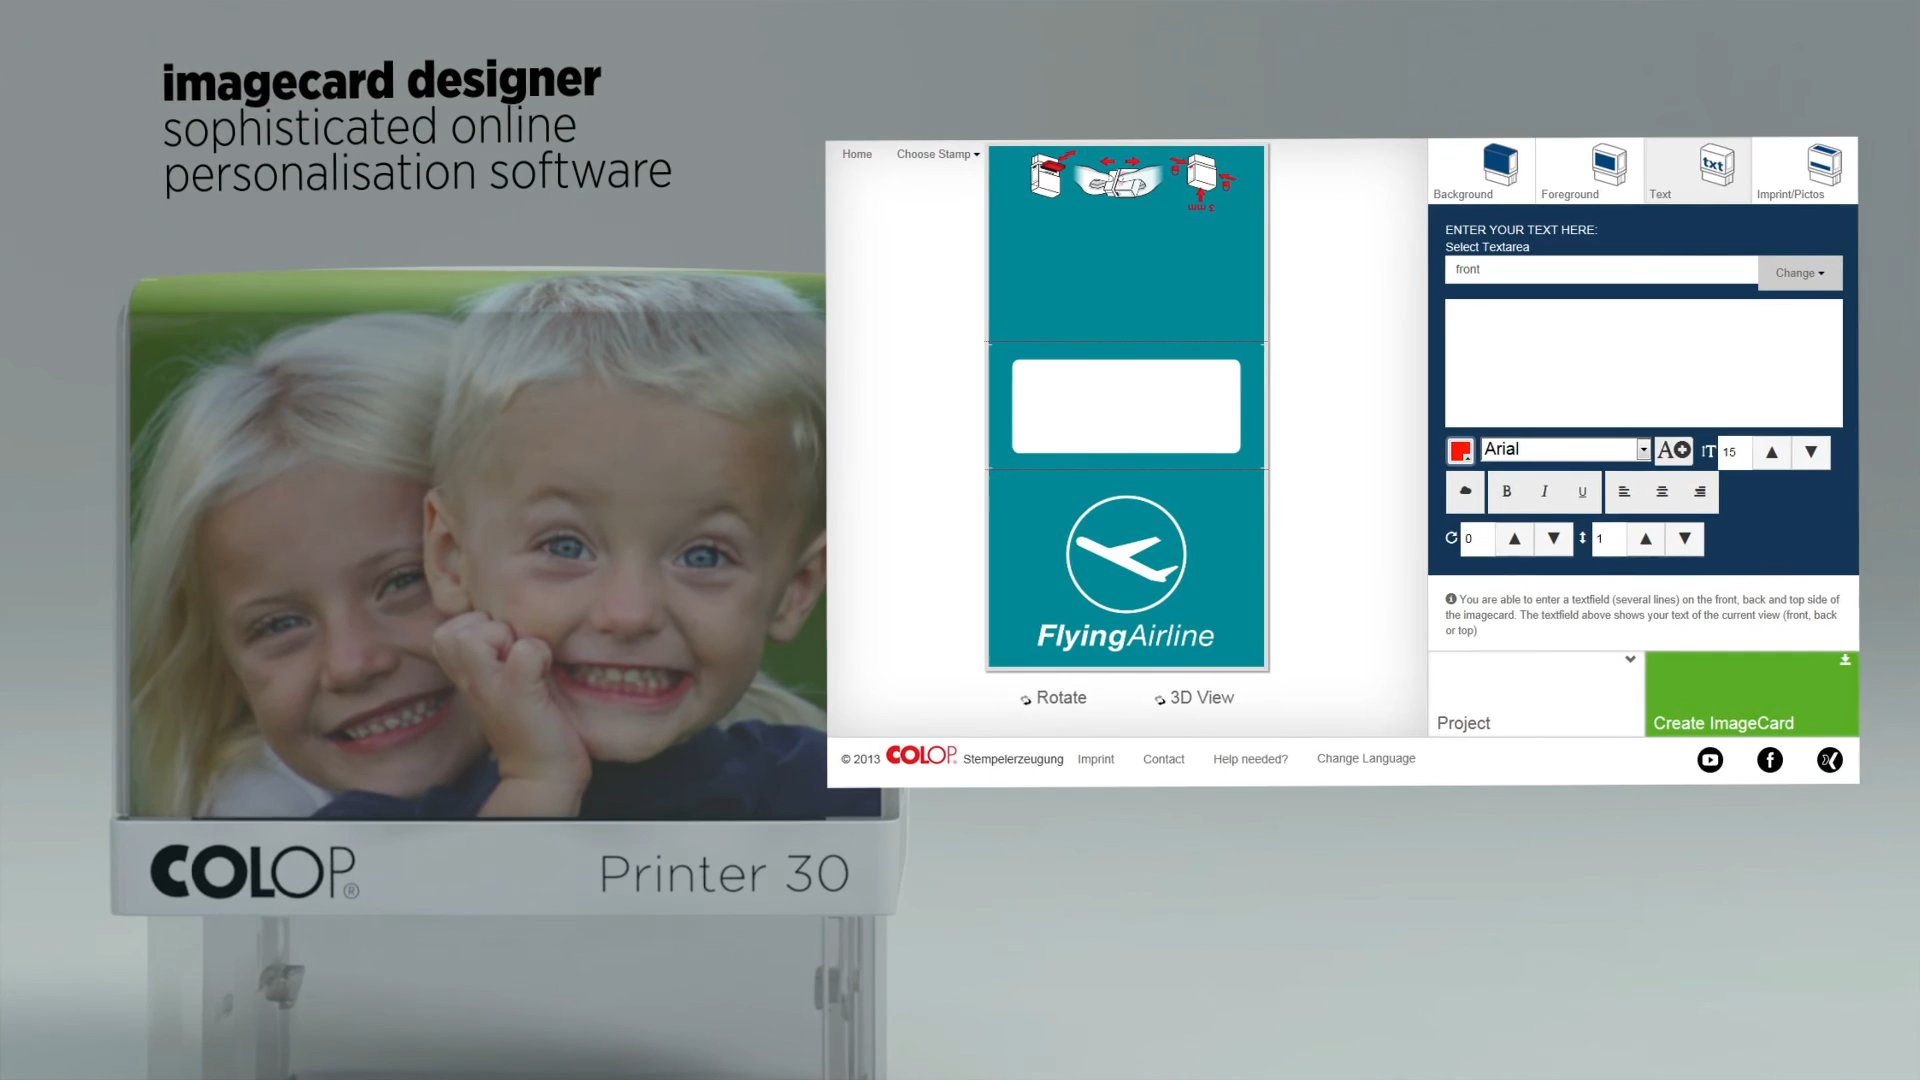 imagecard designer
sophisticated online
personalisation software
Home
Choose Stamp
2 mm
FlyingAirline
Rotate
3D View
Background
Foreground
txt
Text
Imprint/Pictos
ENTER YOUR TEXT HERE:
Select Textarea
front
Change
Arial
A
tT
15
B
I
U
0
1
You are able to enter a textfield (several lines) on the front, back and top side of
the imagecard. The textfield above shows your text of the current view (front, back
or top)
Project
Create ImageCard
© 2013 COLOP® Stempelerzeugung
Imprint
Contact
Help needed?
Change Language
COLOP®
Printer 30